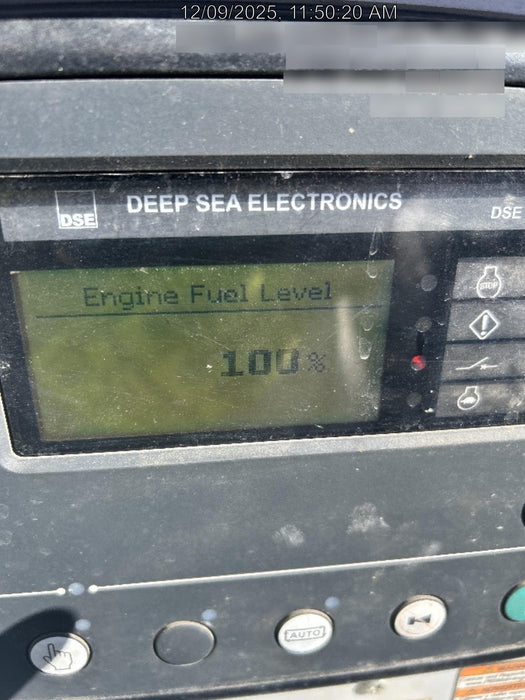 12/09/2025, 11:50:20 AM
DSE
DEEP SEA ELECTRONICS
DSE
Engine Fuel Level
100%
STOP
AUTO